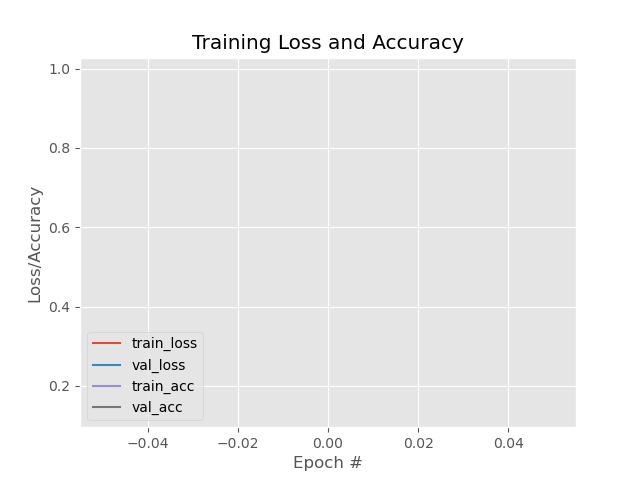 Training Loss and Accuracy
1.0
0.8
0.6
0.4
0.2
Loss/Accuracy
train_loss
val_loss
train_acc
val_acc
−0.04 −0.02 0.00 0.02 0.04
Epoch #